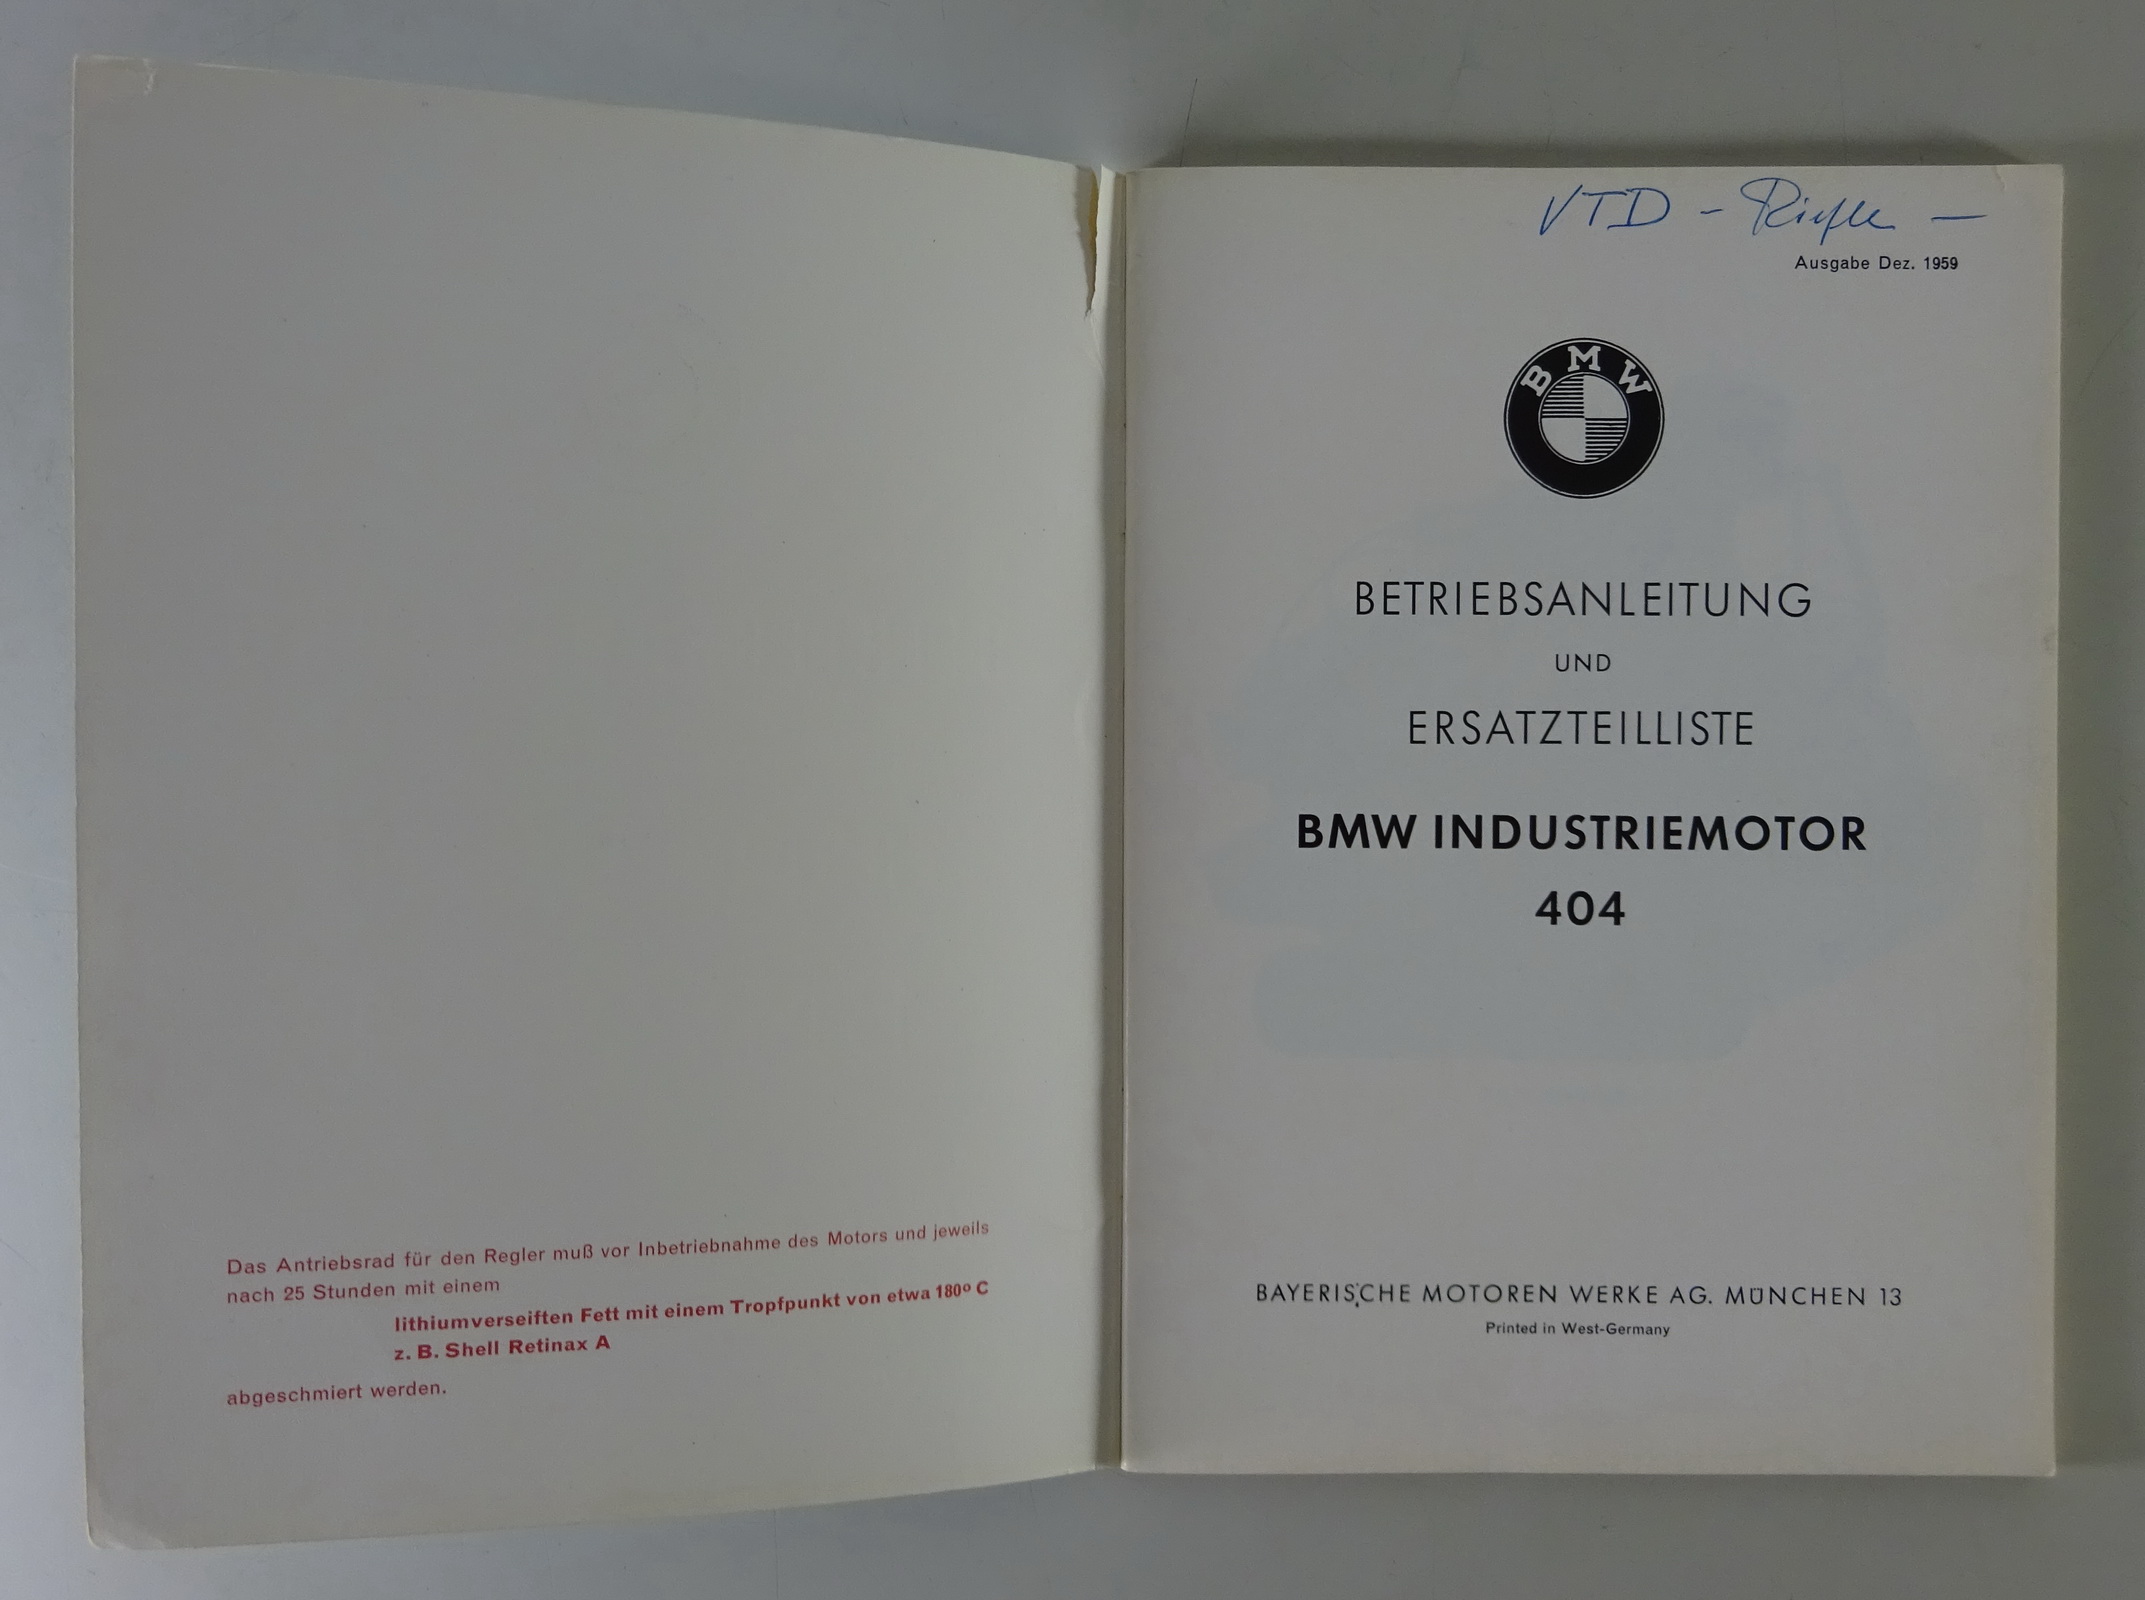 Das Antriebsrad für den Regler muß vor Inbetriebnahme des Motors und jeweils
nach 25 Stunden mit einem
lithiumverseiften Fett mit einem Tropfpunkt von etwa 180º C
z. B. Shell Retinax A
abgeschmiert werden.
VTD -
Ausgabe Dez. 1959
BMW
BETRIEBSANLEITUNG
UND
ERSATZTEILLISTE
BMW INDUSTRIEMOTOR
404
BAYERISCHE MOTOREN WERKE AG. MÜNCHEN 13
Printed in West-Germany